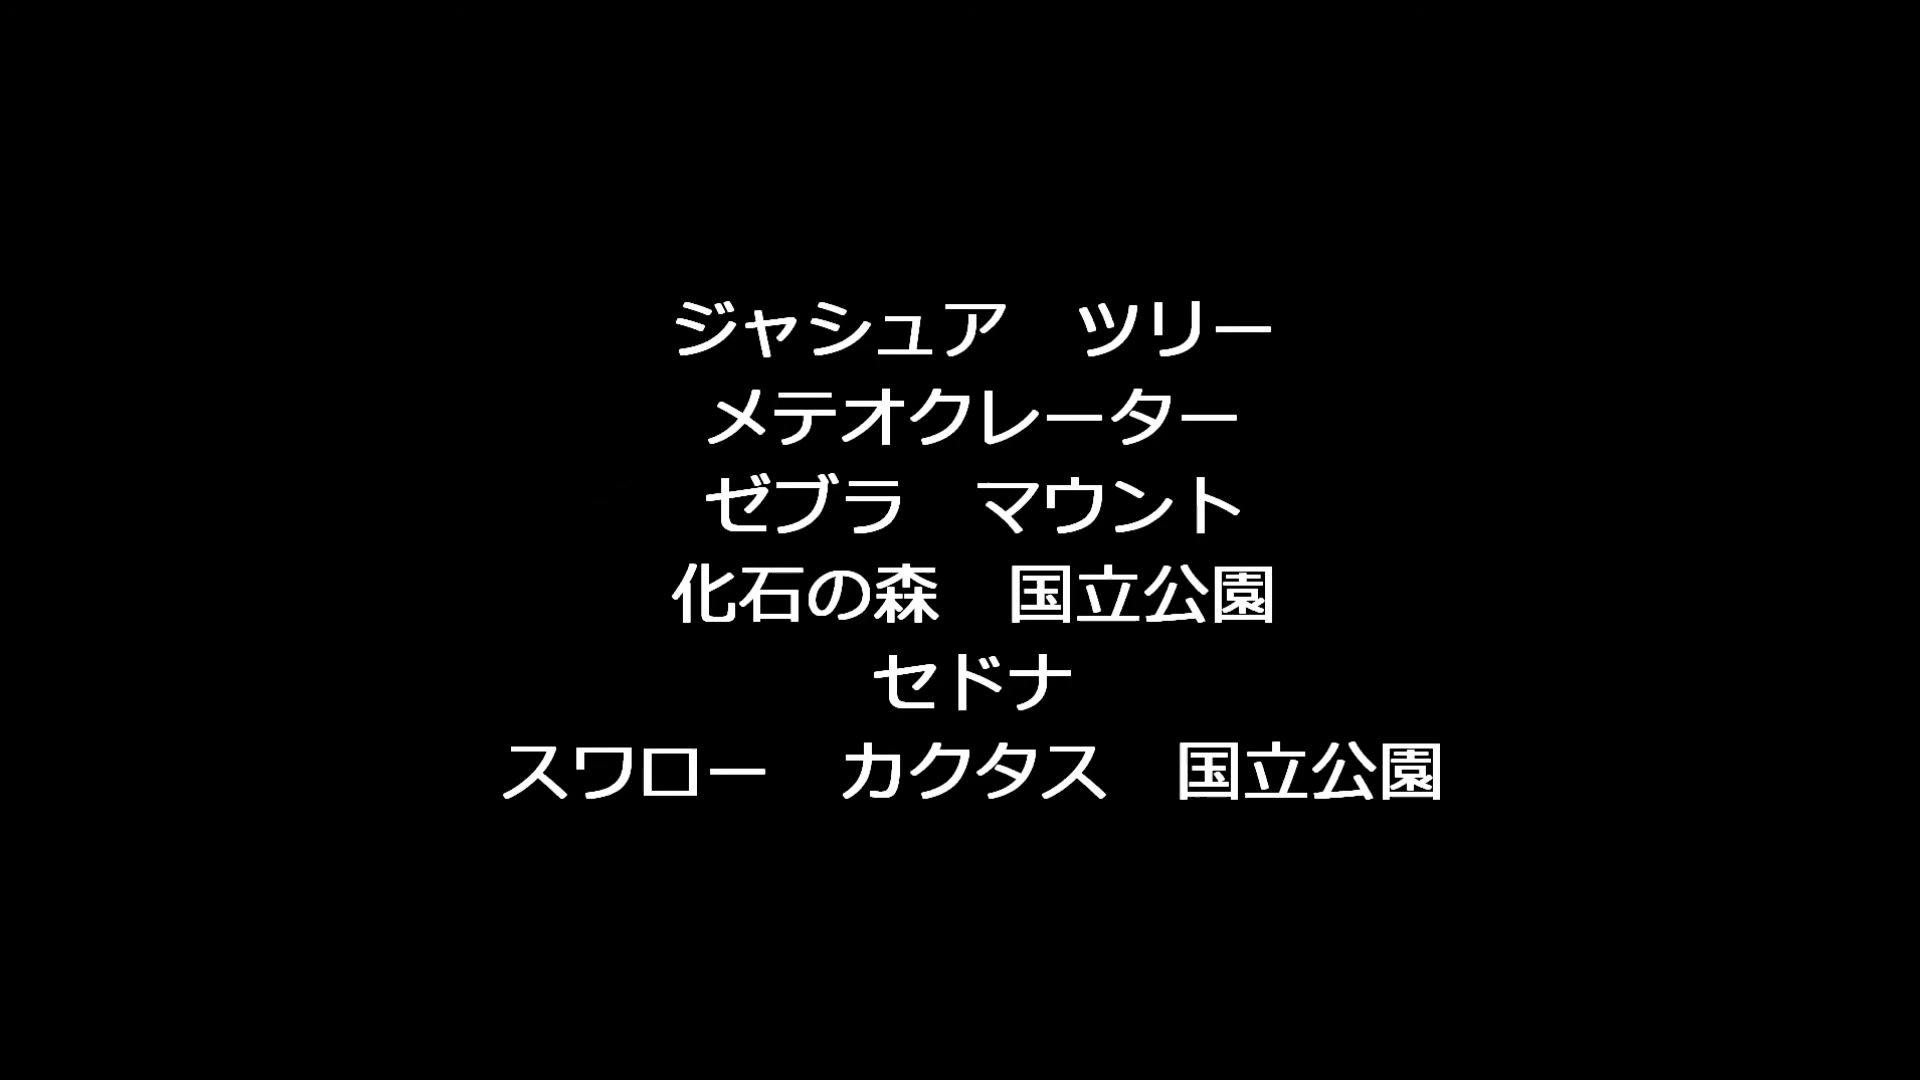 ジャシュア　ツリー
メテオクレーター
ゼブラ　マウント
化石の森　国立公園
セドナ
スワロー　カクタス　国立公園